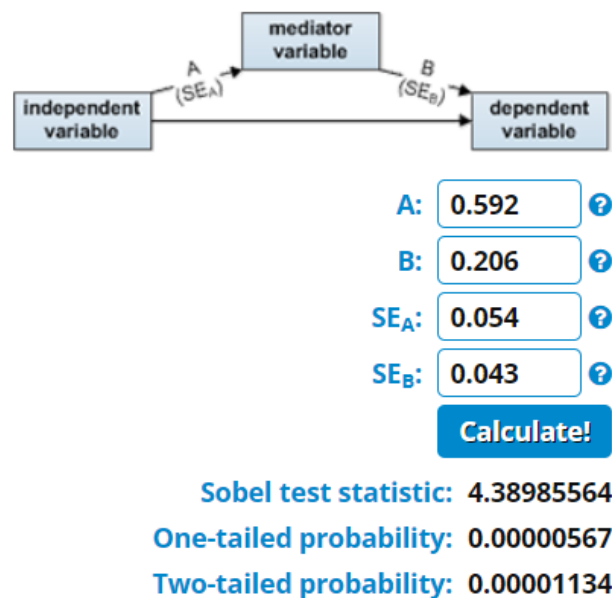 mediator
variable
A
(SEA)
B
(SEB)
independent
variable
dependent
variable
A: 0.592 ?
B: 0.206 ?
SEA: 0.054 ?
SEB: 0.043 ?
Calculate!
Sobel test statistic: 4.38985564
One-tailed probability: 0.00000567
Two-tailed probability: 0.00001134